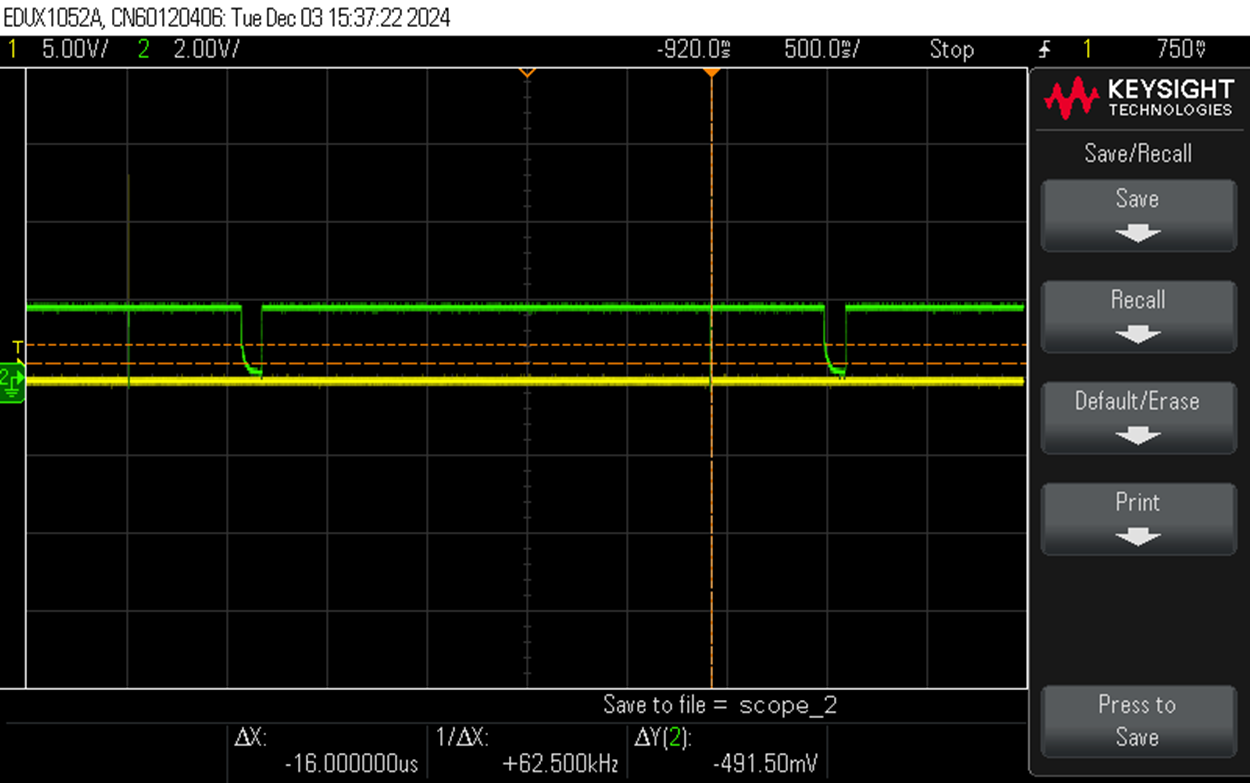 EDUX1052A, CN60120406: Tue Dec 03 15:37:22 2024
1 5.00V/ 2 2.00V/ -920.0ms 500.0ms/ Stop 1 750mV
KEYSIGHT
TECHNOLOGIES
Save/Recall
Save
Recall
T
2
Default/Erase
Print
Save to file = scope_2
Press to
Save
ΔX: 1/ΔX: ΔY(2):
-16.000000us +62.500kHz -491.50mV